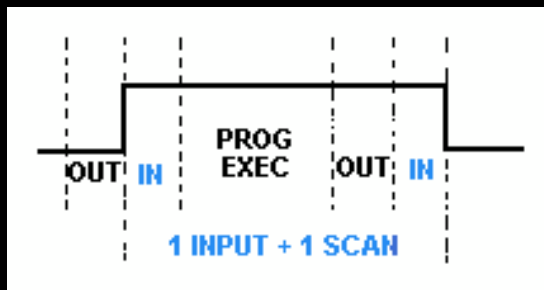 PROG
EXEC
OUT IN OUT IN
1 INPUT + 1 SCAN